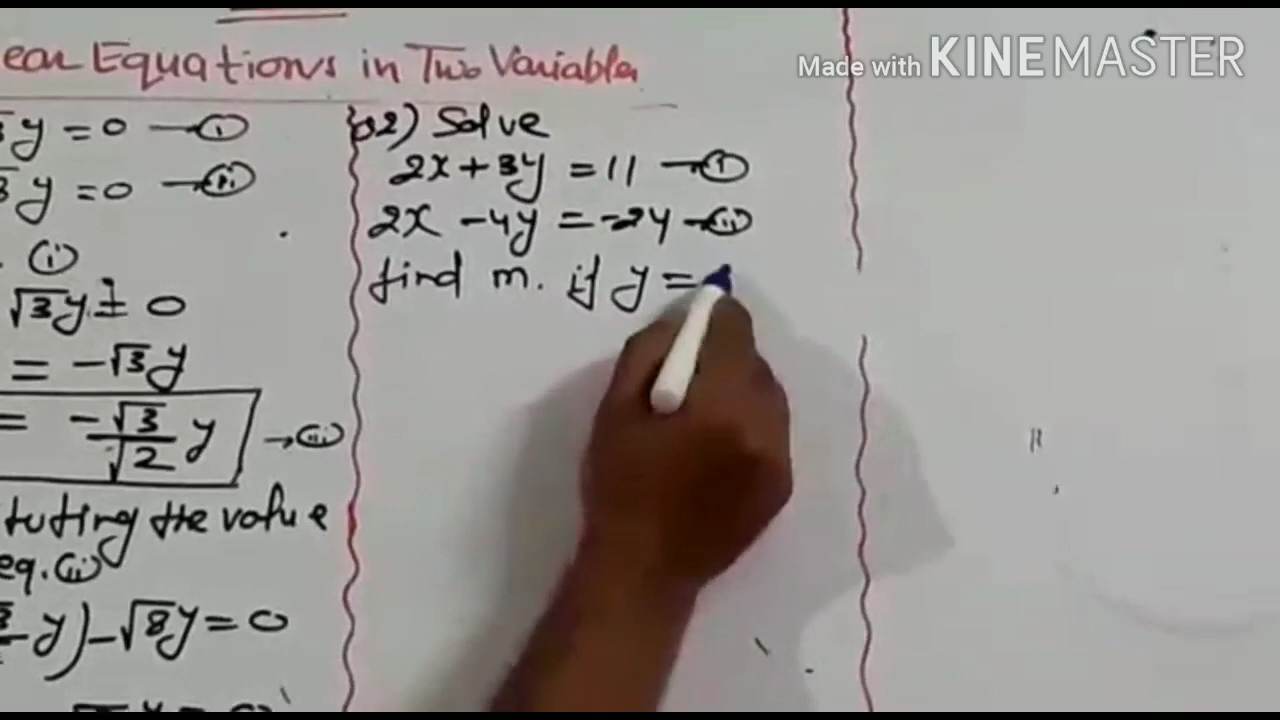 Made with KINEMASTER
ear Equations in Two Variables
y = 0 → (i)
y = 0 → (ii)
(i)
√3y = 0
= -√3y
= -√3/√2 y → (iii)
tuting the value
eq. (ii)
y) - √8y = 0
Q2) Solve
2x + 3y = 11 → (i)
2x - 4y = -24 → (ii)
find m. if y =